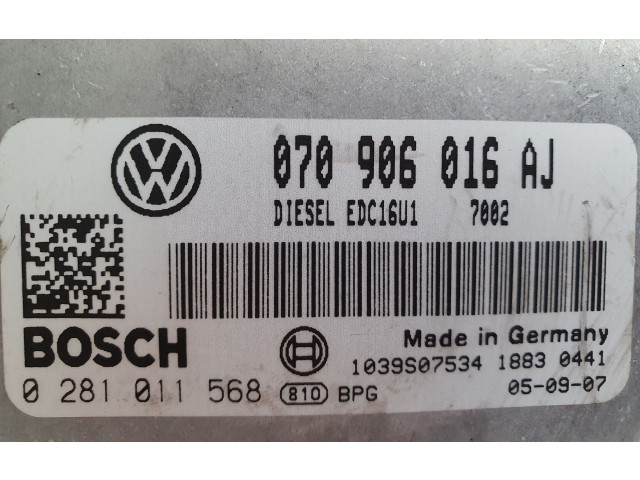 070 906 016 AJ
DIESEL EDC16U1 7002
BOSCH
Made in Germany
1039S07534 1883 0441
0 281 011 568 810 BPG 05-09-07